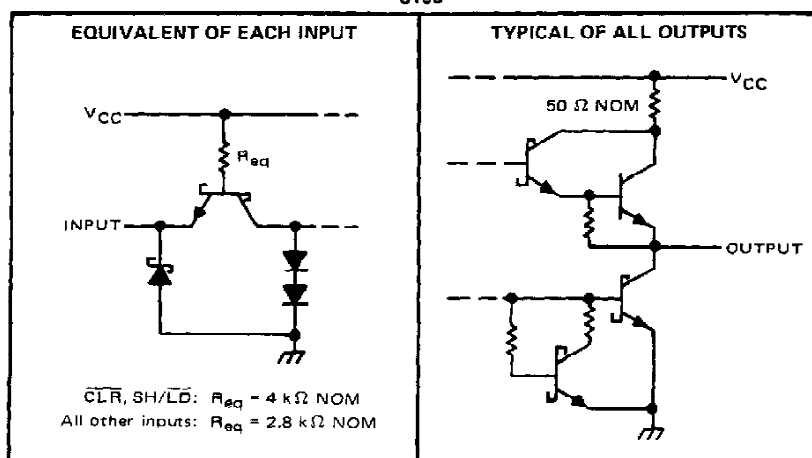 EQUIVALENT OF EACH INPUT
VCC
Req
INPUT
CLR, SH/LD: Req = 4 kΩ NOM
All other inputs: Req = 2.8 kΩ NOM
TYPICAL OF ALL OUTPUTS
VCC
50 Ω NOM
OUTPUT